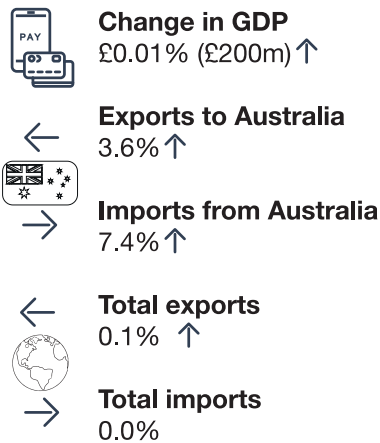 PAY
Change in GDP
£0.01% (£200m) ↑
Exports to Australia
3.6% ↑
Imports from Australia
7.4% ↑
Total exports
0.1% ↑
Total imports
0.0%